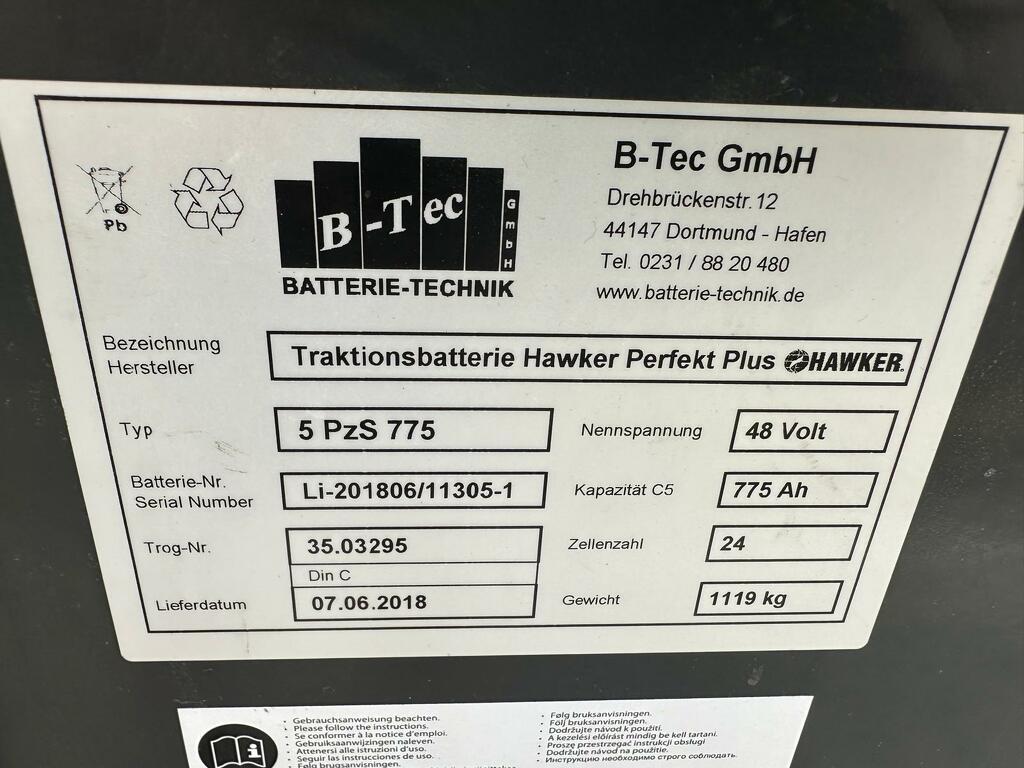 Pb
B-Tec
GmbH
BATTERIE-TECHNIK
B-Tec GmbH
Drehbrückenstr. 12
44147 Dortmund - Hafen
Tel. 0231 / 88 20 480
www.batterie-technik.de
Bezeichnung
Hersteller
Traktionsbatterie Hawker Perfekt Plus HAWKER.
Typ
5 PzS 775
Nennspannung
48 Volt
Batterie-Nr.
Serial Number
Li-201806/11305-1
Kapazität C5
775 Ah
Trog-Nr.
35.03295
Din C
Zellenzahl
24
Lieferdatum
07.06.2018
Gewicht
1119 kg
Gebrauchsanweisung beachten.
Please follow the instructions.
Se conformer à la notice d'emploi.
Gebruiksaanwijzingen naleven.
Attenersi alle istruzioni d'uso.
Seguir las instrucciones de uso.
Følg brugsanvisningen.
Følg bruksanvisningen.
Följ bruksanvisningen.
Dodržujte návod k použití.
A kezelési előírást mindig be kell tartani.
Proszę przestrzegać instrukcji obsługi
Dodržujte návod na použitie.
Инструкцию необходимо строго соблюдать.